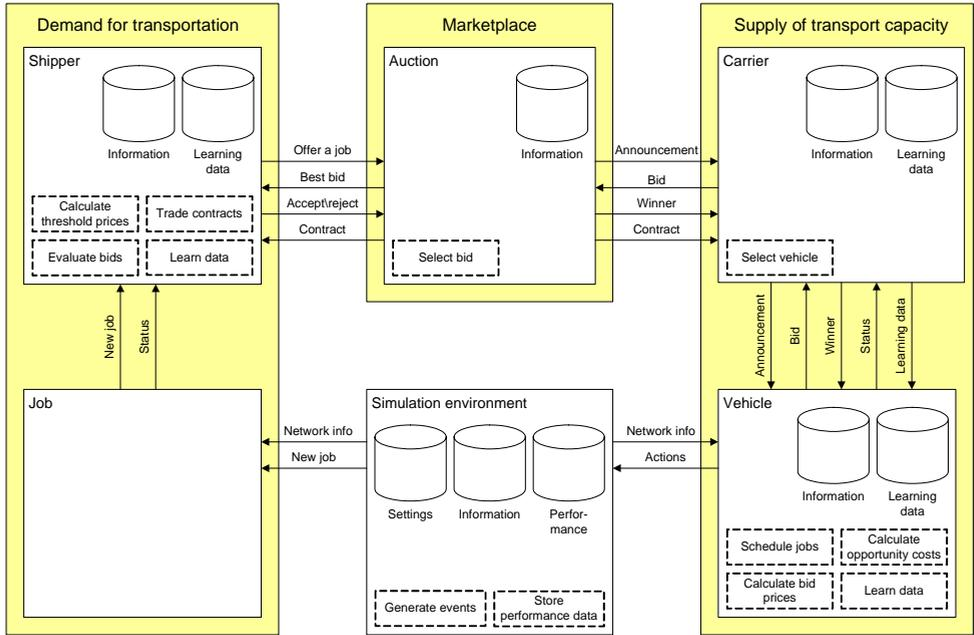 Demand for transportation
Marketplace
Supply of transport capacity
Shipper
Information
Learning
data
Calculate
threshold prices
Trade contracts
Evaluate bids
Learn data
Offer a job
Best bid
Accept\reject
Contract
Auction
Information
Select bid
Announcement
Bid
Winner
Contract
Carrier
Information
Learning
data
Select vehicle
New job
Status
Announcement
Bid
Winner
Status
Learning data
Job
Network info
New job
Simulation environment
Settings
Information
Perfor-
mance
Generate events
Store
performance data
Network info
Actions
Vehicle
Information
Learning
data
Schedule jobs
Calculate
opportunity costs
Calculate bid
prices
Learn data